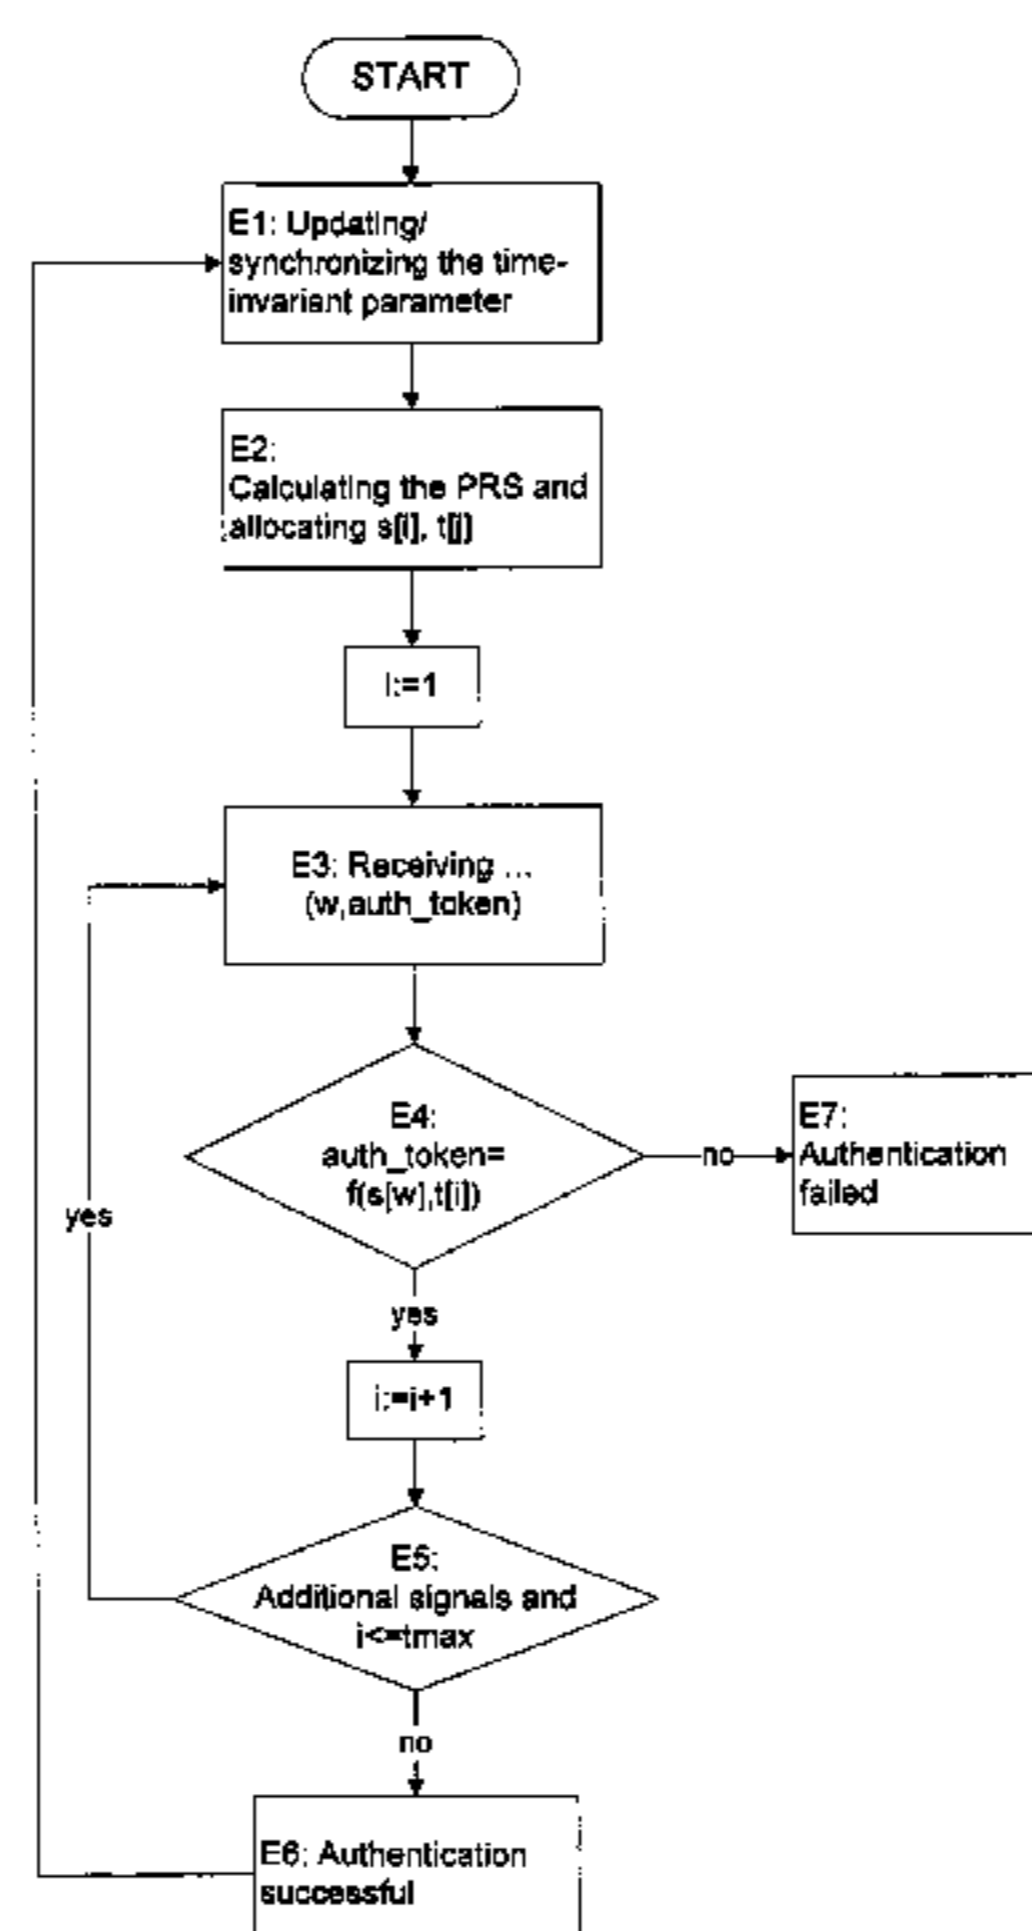 START
E1: Updating/
synchronizing the time-
invariant parameter
E2:
Calculating the PRS and
allocating s[i], t[j]
i:=1
E3: Receiving ...
(w,auth_token)
E4:
auth_token=
f(s[w],t[i])
no
E7:
Authentication
failed
yes
yes
i:=i+1
E5:
Additional signals and
i<=tmax
no
E6: Authentication
successful